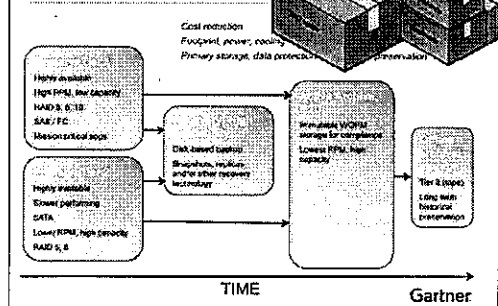 Cost reduction
Footprint, power, cooling
Primary storage, data protection preservation
Highly available
High RPM, low capacity
RAID 5, 6, 10
SAS / FC
Mission critical apps
Disk-based backup
Snapshots, replicas
and/or other recovery
technology
Highly available
Slower performing
SATA
Lower RPM, high capacity
RAID 5, 6
WORM
storage for compliance
Lowest RPM, high
capacity
Tier 3 (tape)
Long term
historical
preservation
TIME
Gartner